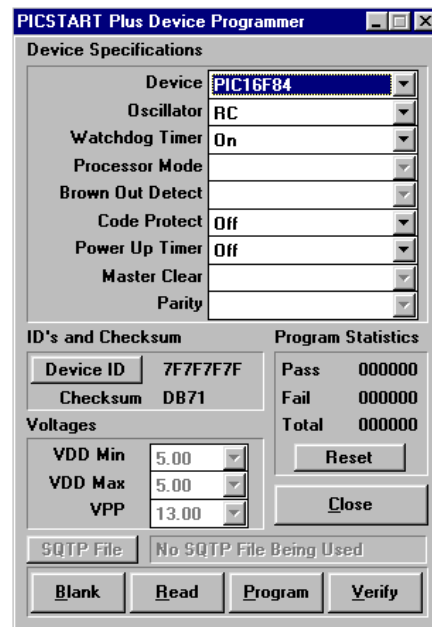 PICSTART Plus Device Programmer
Device Specifications
Device PIC16F84
Oscillator RC
Watchdog Timer On
Processor Mode
Brown Out Detect
Code Protect Off
Power Up Timer Off
Master Clear
Parity
ID's and Checksum
Device ID 7F7F7F7F
Checksum DB71
Program Statistics
Pass 000000
Fail 000000
Total 000000
Reset
Voltages
VDD Min 5.00
VDD Max 5.00
VPP 13.00
Close
SQTP File No SQTP File Being Used
Blank Read Program Verify